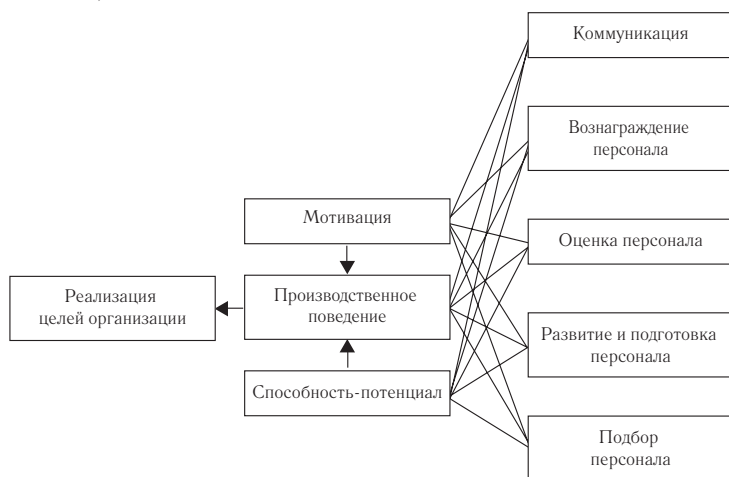 Коммуникация
Вознаграждение
персонала
Мотивация
Оценка персонала
Реализация
целей организации
Производственное
поведение
Развитие и подготовка
персонала
Способность-потенциал
Подбор
персонала